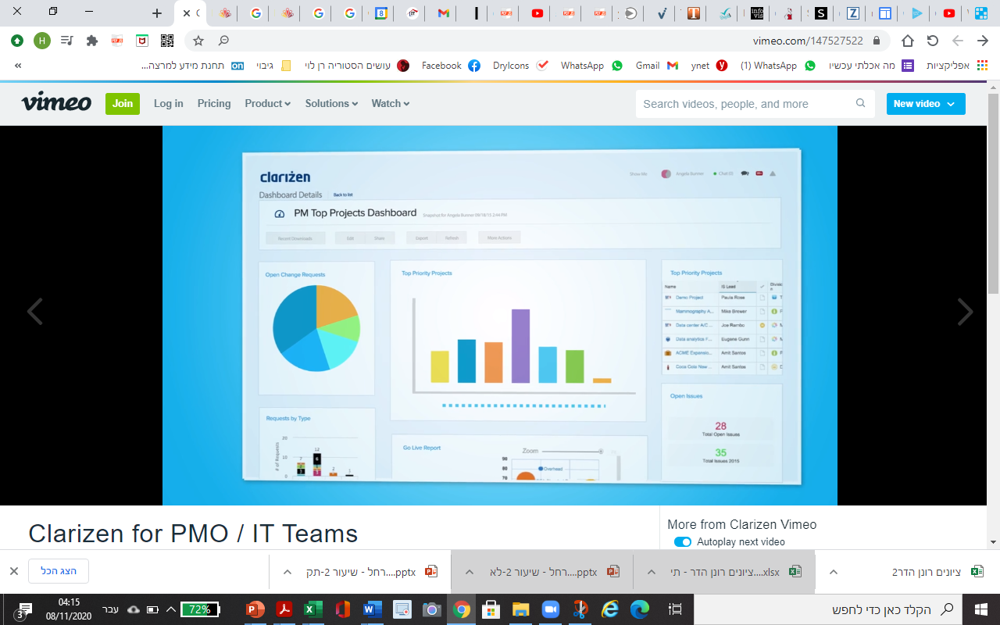 vimeo.com/147527522
אפליקציות
מה אכלתי עכשיו
(1) WhatsApp
ynet
Gmail
WhatsApp
DryIcons
Facebook
עושים הסטוריה רן לוי
גיבוי
תחנת מידע למרצה...
vimeo
Join
Log in
Pricing
Product
Solutions
Watch
Search videos, people, and more
New video
clarizen
Show Me
Angela Bunner
Chat (0)
Dashboard Details
Back to list
PM Top Projects Dashboard
Snapshot for Angela Bunner 09/18/15 2:44 PM
Recent Downloads
Edit
Share
Export
Refresh
More Actions
Open Change Requests
Top Priority Projects
Top Priority Projects
Name
IS Lead
Demo Project
Paula Rose
Mammography A...
Mike Brewer
Data center A/C...
Joe Rambo
Data analytics F...
Eugene Gunn
ACME Expansio...
Amit Santos
Coca Cola New ...
Amit Santos
Open Issues
28
Total Open Issues
35
Total Issues 2015
Requests by Type
# of Requests
20
10
0
7
3
12
6
3
2
1
Go Live Report
Zoom
90
80
70
Overhead
Clarizen for PMO / IT Teams
More from Clarizen Vimeo
Autoplay next video
ציונים רונן הדר2
ציונים רונן הדר - תי....xlsx
רחל - שיעור 2-לא....pptx
רחל - שיעור 2-תק....pptx
הצג הכל
הקלד כאן כדי לחפש
72%
עבר
04:15
08/11/2020
3